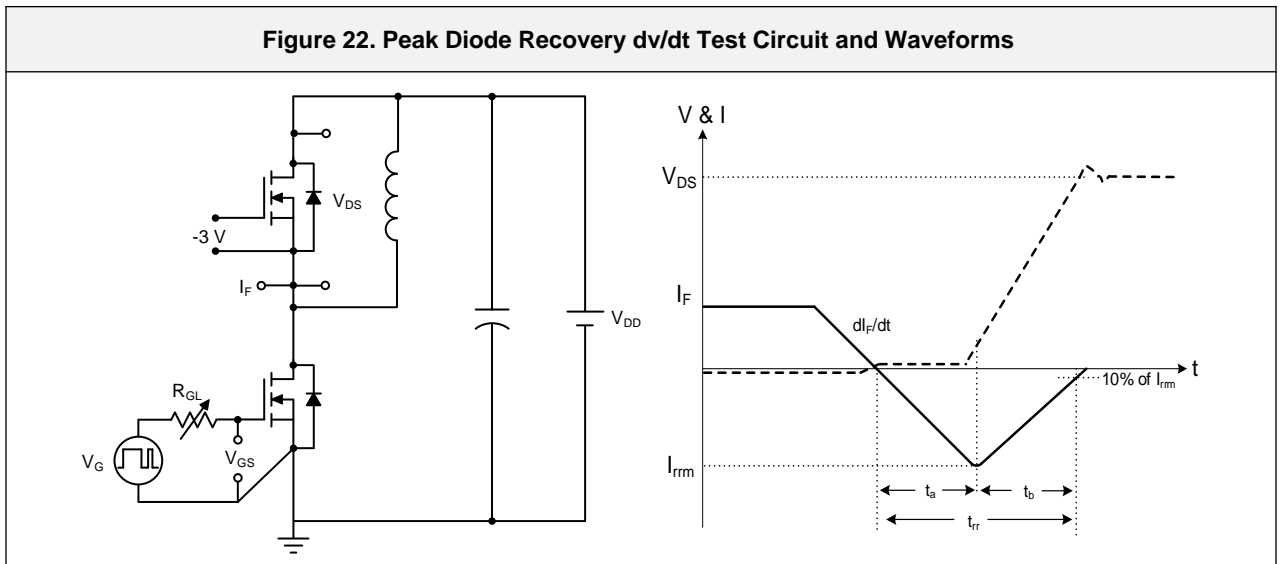 Figure 22. Peak Diode Recovery dv/dt Test Circuit and Waveforms
VDS
-3 V
IF
VDD
RGL
VG
VGS
V & I
VDS
IF
dIF/dt
t
10% of Irrm
Irrm
ta
tb
trr